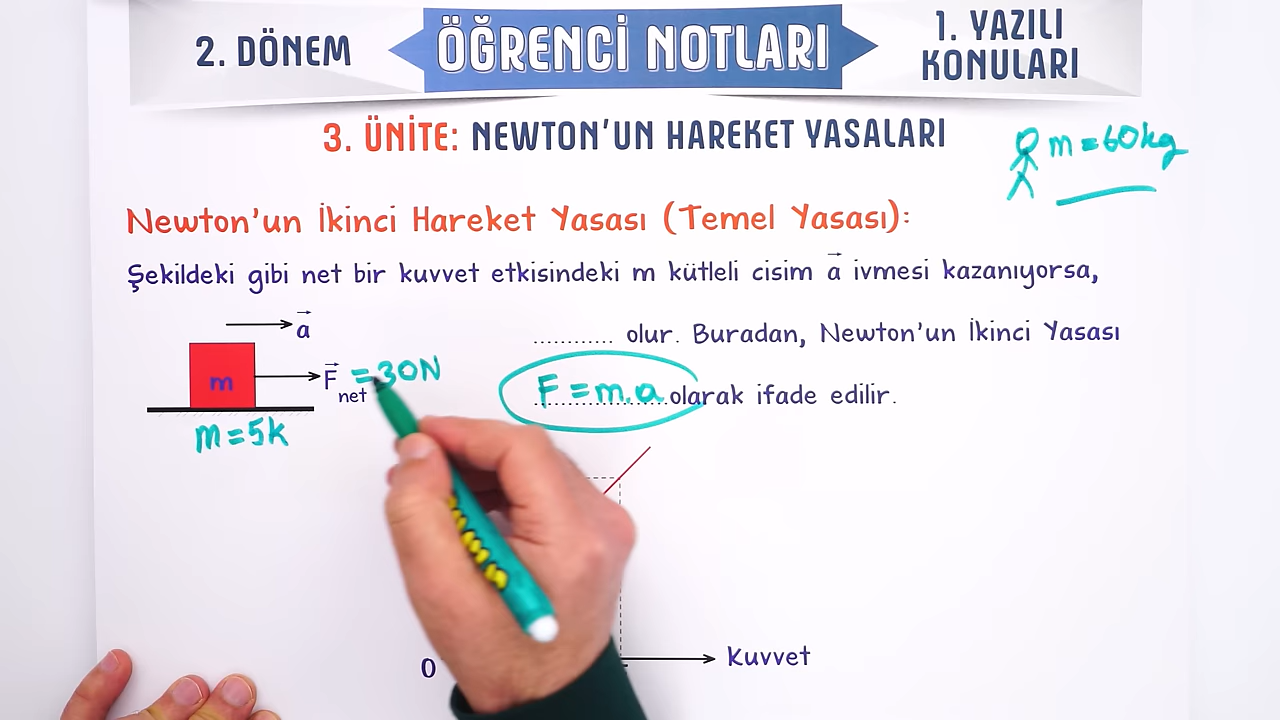 2. DÖNEM
ÖĞRENCİ NOTLARI
1. YAZILI
KONULARI
3. ÜNİTE: NEWTON'UN HAREKET YASALARI
m = 60kg
Newton'un İkinci Hareket Yasası (Temel Yasası):
Şekildeki gibi net bir kuvvet etkisindeki m kütleli cisim a ivmesi kazanıyorsa,
a
............ olur. Buradan, Newton'un İkinci Yasası
m
F net = 30N
F = m.a olarak ifade edilir.
m = 5k
0
Kuvvet